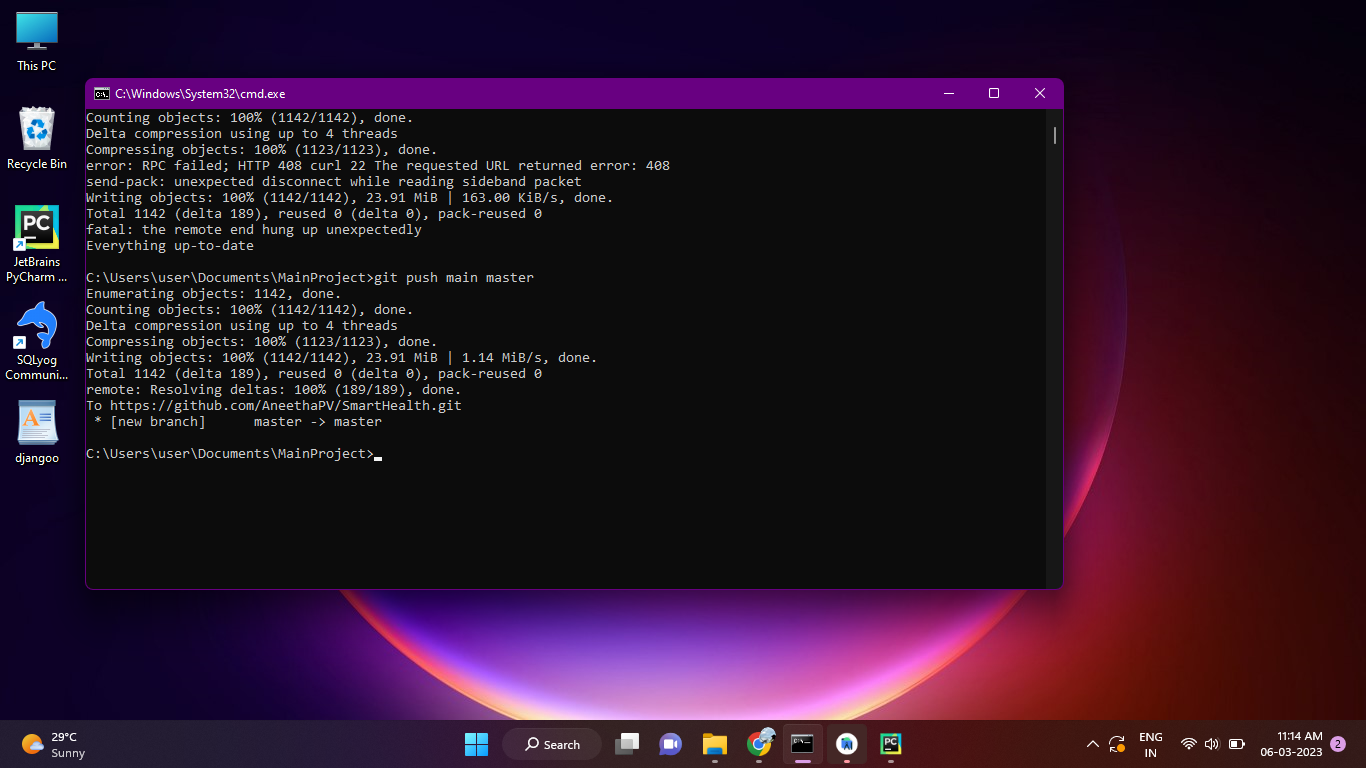 This PC
Recycle Bin
PC
JetBrains
PyCharm ...
SQLyog
Communi...
djangoo
C:\Windows\System32\cmd.exe
Counting objects: 100% (1142/1142), done.
Delta compression using up to 4 threads
Compressing objects: 100% (1123/1123), done.
error: RPC failed; HTTP 408 curl 22 The requested URL returned error: 408
send-pack: unexpected disconnect while reading sideband packet
Writing objects: 100% (1142/1142), 23.91 MiB | 163.00 KiB/s, done.
Total 1142 (delta 189), reused 0 (delta 0), pack-reused 0
fatal: the remote end hung up unexpectedly
Everything up-to-date
C:\Users\user\Documents\MainProject>git push main master
Enumerating objects: 1142, done.
Counting objects: 100% (1142/1142), done.
Delta compression using up to 4 threads
Compressing objects: 100% (1123/1123), done.
Writing objects: 100% (1142/1142), 23.91 MiB | 1.14 MiB/s, done.
Total 1142 (delta 189), reused 0 (delta 0), pack-reused 0
remote: Resolving deltas: 100% (189/189), done.
To https://github.com/AneethaPV/SmartHealth.git
 * [new branch]      master -> master
C:\Users\user\Documents\MainProject>
29°C
Sunny
Search
PC
ENG
IN
11:14 AM
06-03-2023
2